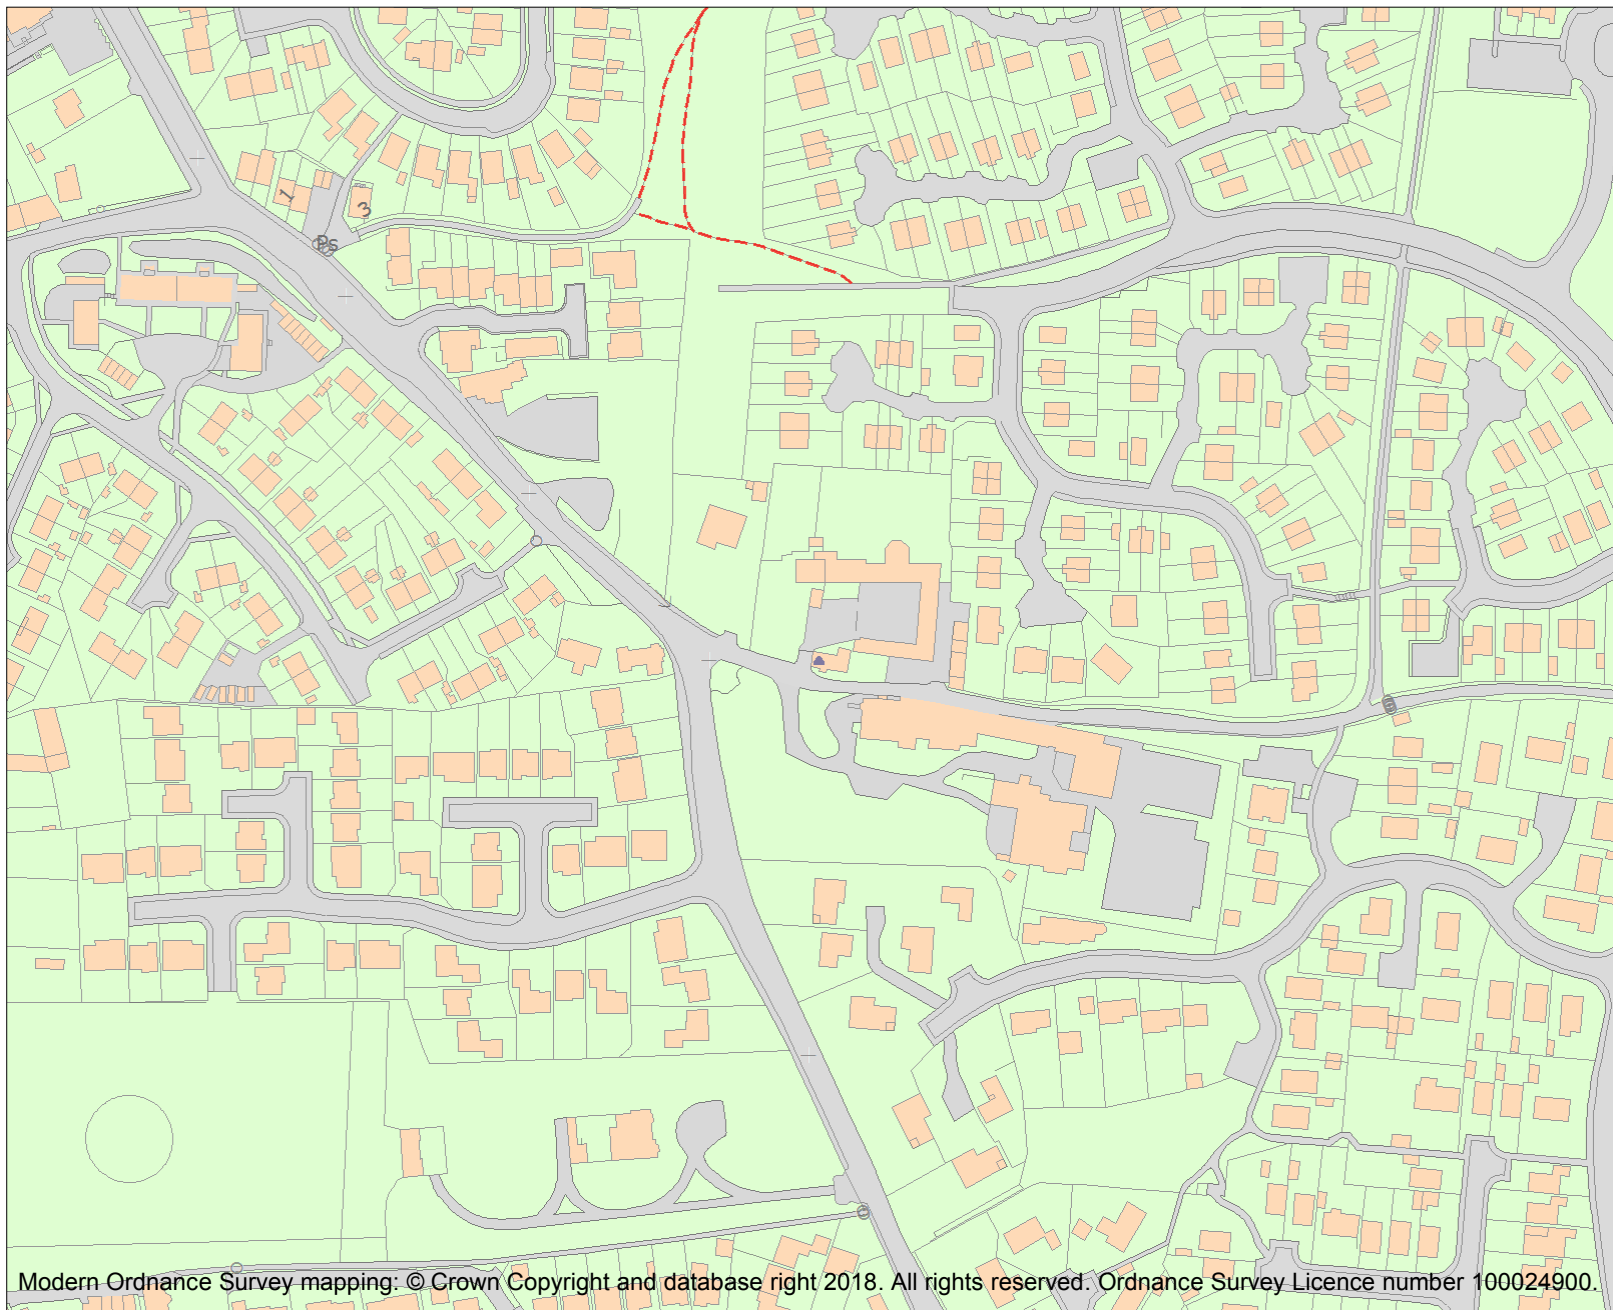 1
3
Ps
Modern Ordnance Survey mapping: © Crown Copyright and database right 2018. All rights reserved. Ordnance Survey Licence number 100024900.